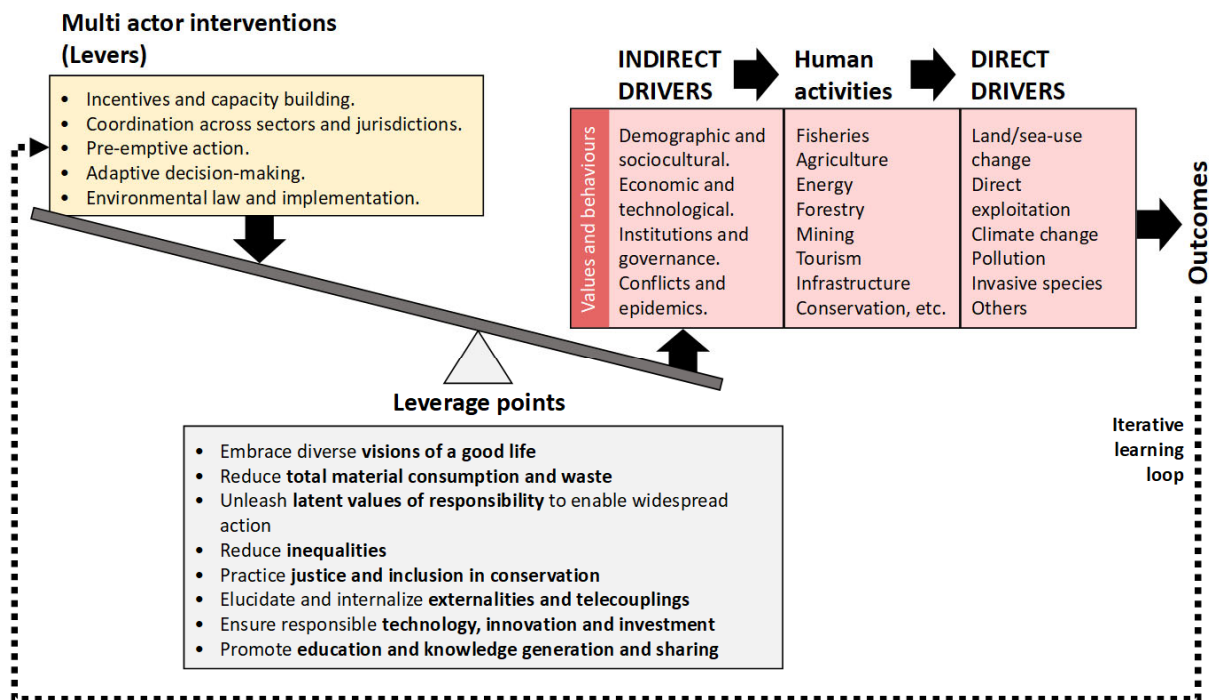 Multi actor interventions
(Levers)
• Incentives and capacity building.
• Coordination across sectors and jurisdictions.
• Pre-emptive action.
• Adaptive decision-making.
• Environmental law and implementation.
INDIRECT
DRIVERS
Human
activities
DIRECT
DRIVERS
Values and behaviours
Demographic and
sociocultural.
Economic and
technological.
Institutions and
governance.
Conflicts and
epidemics.
Fisheries
Agriculture
Energy
Forestry
Mining
Tourism
Infrastructure
Conservation, etc.
Land/sea-use
change
Direct
exploitation
Climate change
Pollution
Invasive species
Others
Outcomes
Leverage points
• Embrace diverse visions of a good life
• Reduce total material consumption and waste
• Unleash latent values of responsibility to enable widespread
action
• Reduce inequalities
• Practice justice and inclusion in conservation
• Elucidate and internalize externalities and telecouplings
• Ensure responsible technology, innovation and investment
• Promote education and knowledge generation and sharing
Iterative
learning
loop